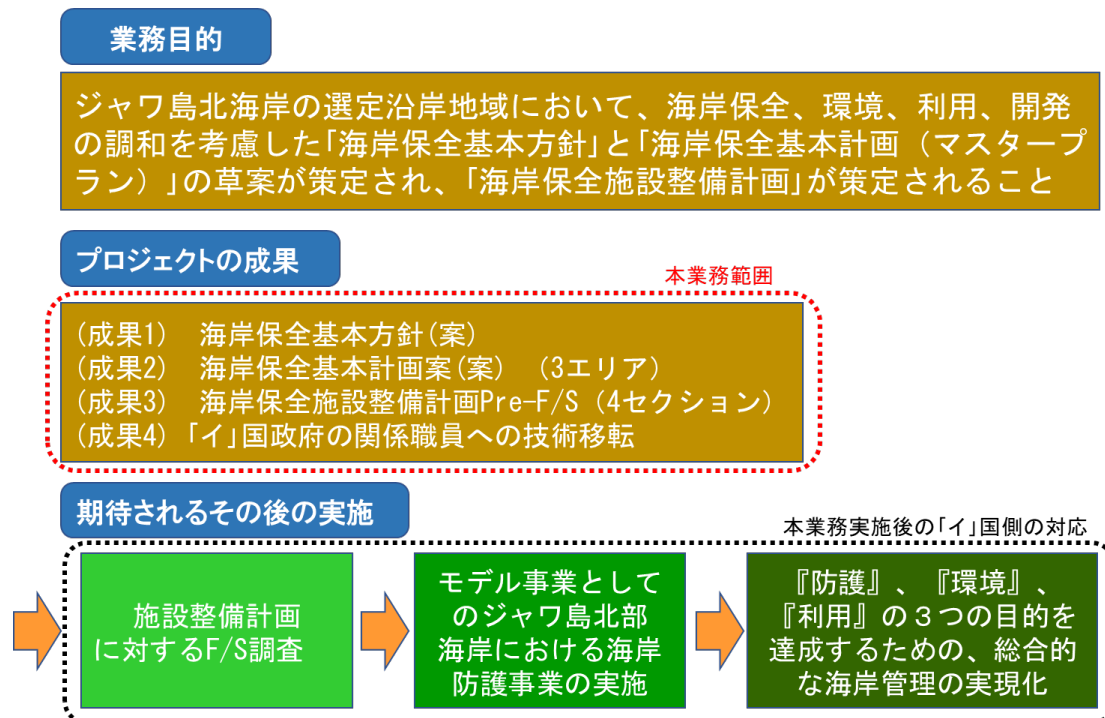 業務目的
ジャワ島北海岸の選定沿岸地域において、海岸保全、環境、利用、開発
の調和を考慮した「海岸保全基本方針」と「海岸保全基本計画（マスタープ
ラン）」の草案が策定され、「海岸保全施設整備計画」が策定されること
プロジェクトの成果
本業務範囲
(成果1)　海岸保全基本方針(案)
(成果2)　海岸保全基本計画案(案)　（3エリア）
(成果3)　海岸保全施設整備計画Pre-F/S（4セクション）
(成果4)　「イ」国政府の関係職員への技術移転
期待されるその後の実施
本業務実施後の「イ」国側の対応
施設整備計画
に対するF/S調査
モデル事業として
のジャワ島北部
海岸における海岸
防護事業の実施
『防護』、『環境』、
『利用』の３つの目的を
達成するための、総合的
な海岸管理の実現化